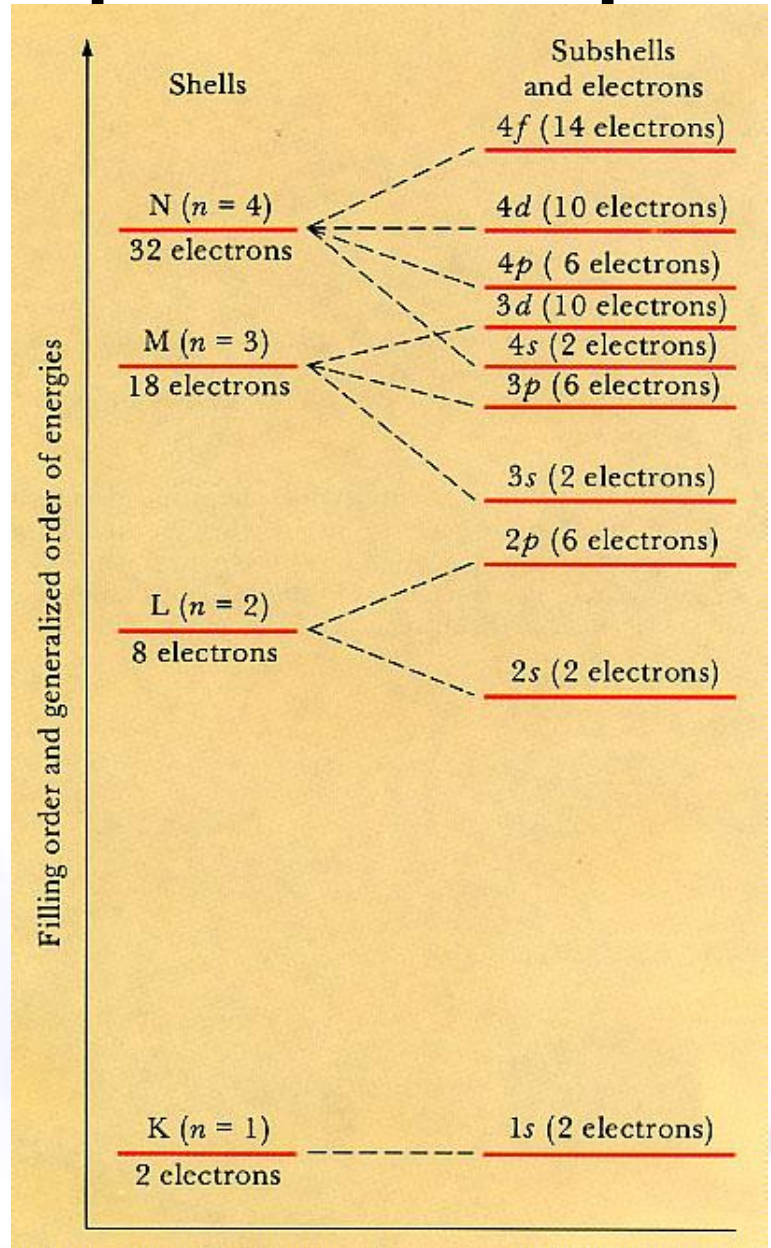 Shells
Subshells
and electrons
4f (14 electrons)
N (n = 4)
32 electrons
4d (10 electrons)
4p ( 6 electrons)
3d (10 electrons)
M (n = 3)
18 electrons
4s (2 electrons)
3p (6 electrons)
3s (2 electrons)
2p (6 electrons)
L (n = 2)
8 electrons
2s (2 electrons)
K (n = 1)
2 electrons
1s (2 electrons)
Filling order and generalized order of energies